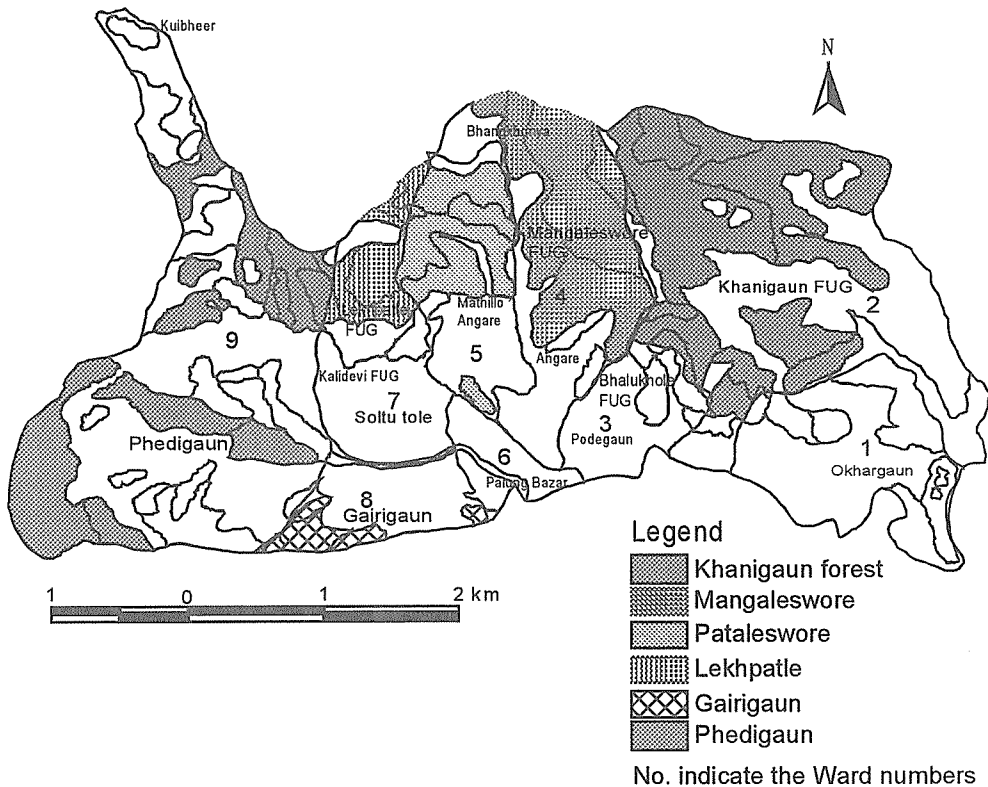 Kuibheer
N
Mangaleswore
FUG
4
Khanigaun FUG
2
FUG
Mathillo
Angare
5
Angare
9
Kalidevi FUG
7
Soltu tole
Bhalukhole
FUG
3
Podegaun
Phedigaun
6
Palung Bazar
1
Okhargaun
8
Gairigaun
1 0 1 2 km
Legend
Khanigaun forest
Mangaleswore
Pataleswore
Lekhpatle
Gairigaun
Phedigaun
No. indicate the Ward numbers